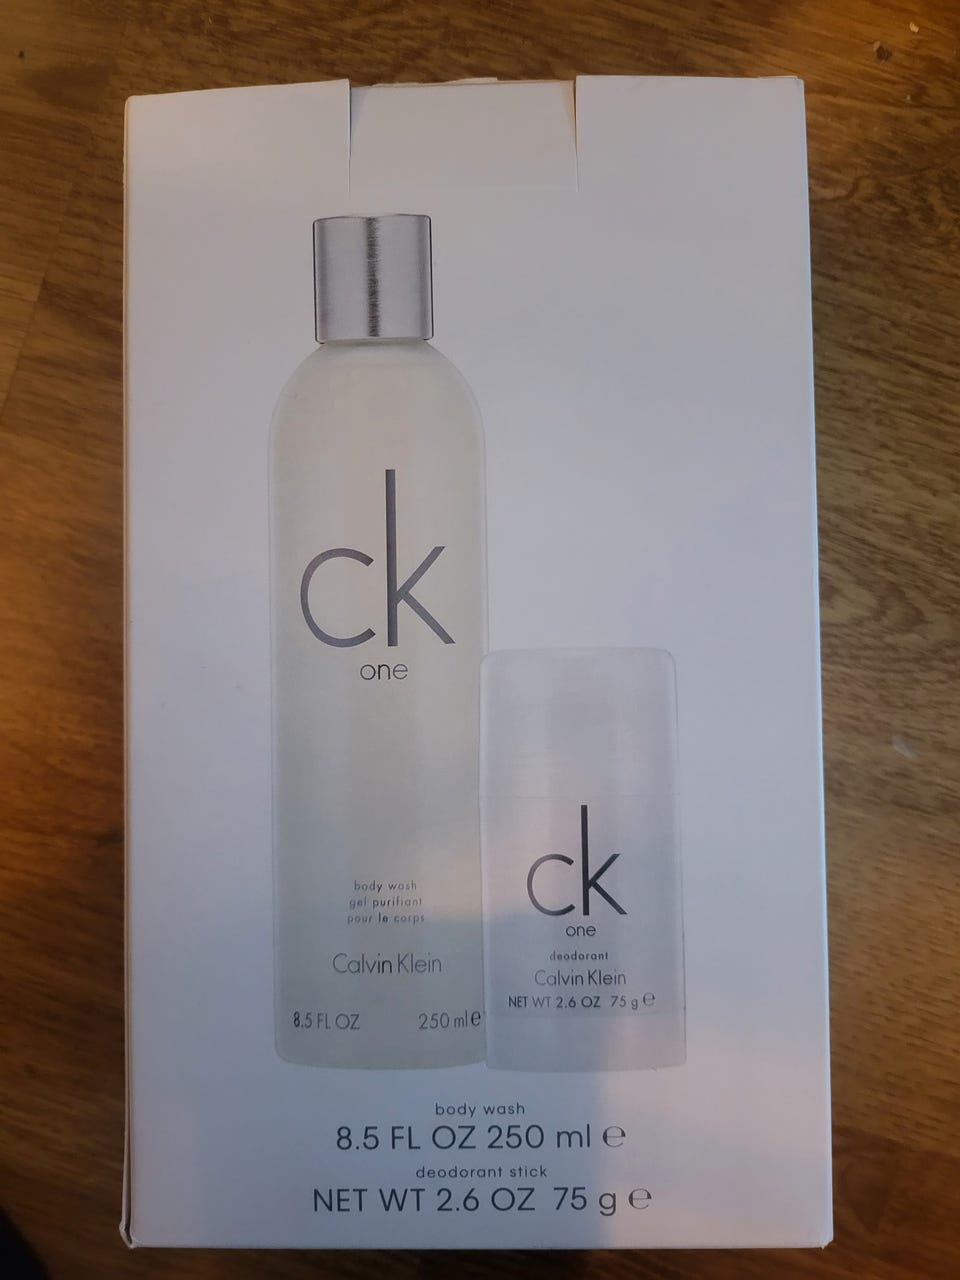 ck
one
body wash
gel purifiant
pour le corps
Calvin Klein
8.5 FL OZ 250 ml ℮
ck
one
deodorant
Calvin Klein
NET WT 2.6 OZ 75 g ℮
body wash
8.5 FL OZ 250 ml ℮
deodorant stick
NET WT 2.6 OZ 75 g ℮